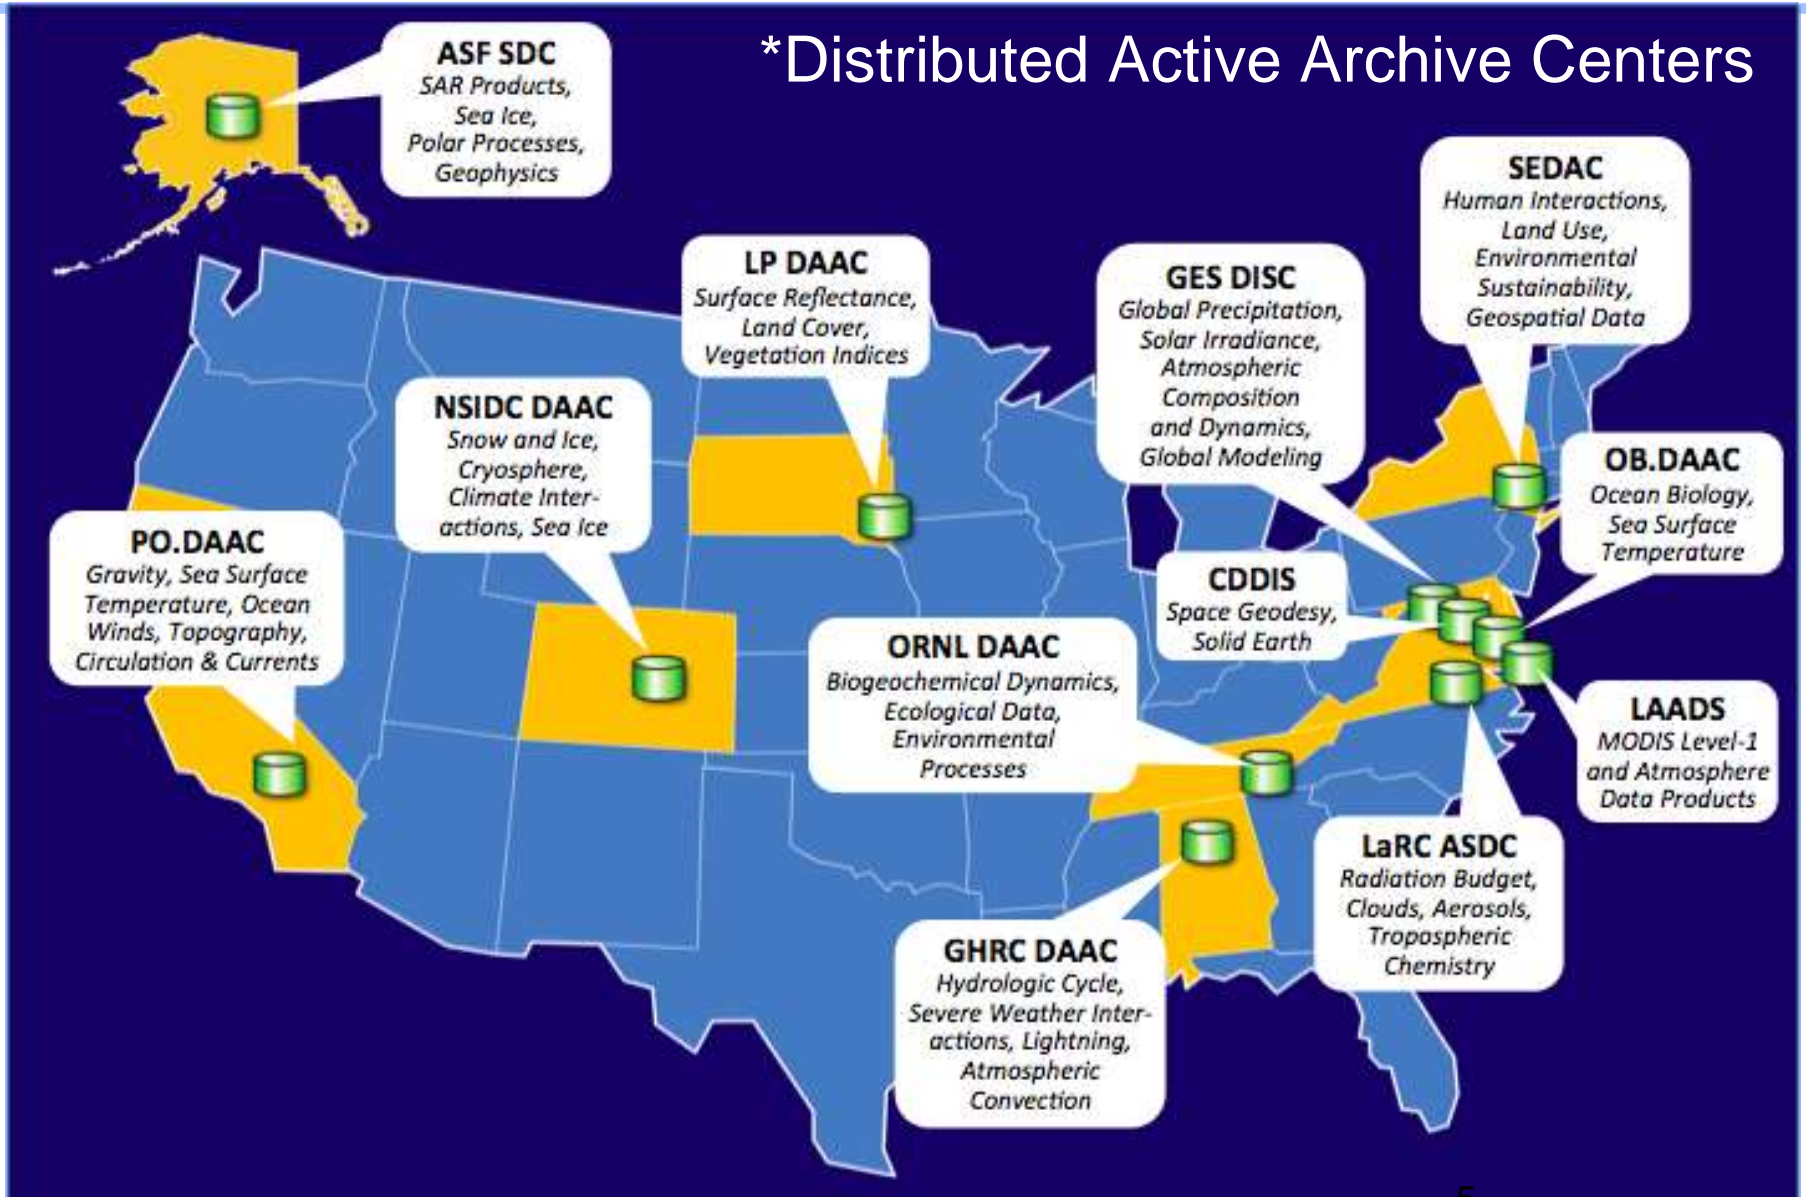 *Distributed Active Archive Centers
ASF SDC
SAR Products,
Sea Ice,
Polar Processes,
Geophysics
SEDAC
Human Interactions,
Land Use,
Environmental
Sustainability,
Geospatial Data
LP DAAC
Surface Reflectance,
Land Cover,
Vegetation Indices
GES DISC
Global Precipitation,
Solar Irradiance,
Atmospheric
Composition
and Dynamics,
Global Modeling
NSIDC DAAC
Snow and Ice,
Cryosphere,
Climate Inter-
actions, Sea Ice
OB.DAAC
Ocean Biology,
Sea Surface
Temperature
PO.DAAC
Gravity, Sea Surface
Temperature, Ocean
Winds, Topography,
Circulation & Currents
CDDIS
Space Geodesy,
Solid Earth
ORNL DAAC
Biogeochemical Dynamics,
Ecological Data,
Environmental
Processes
LAADS
MODIS Level-1
and Atmosphere
Data Products
LaRC ASDC
Radiation Budget,
Clouds, Aerosols,
Tropospheric
Chemistry
GHRC DAAC
Hydrologic Cycle,
Severe Weather Inter-
actions, Lightning,
Atmospheric
Convection